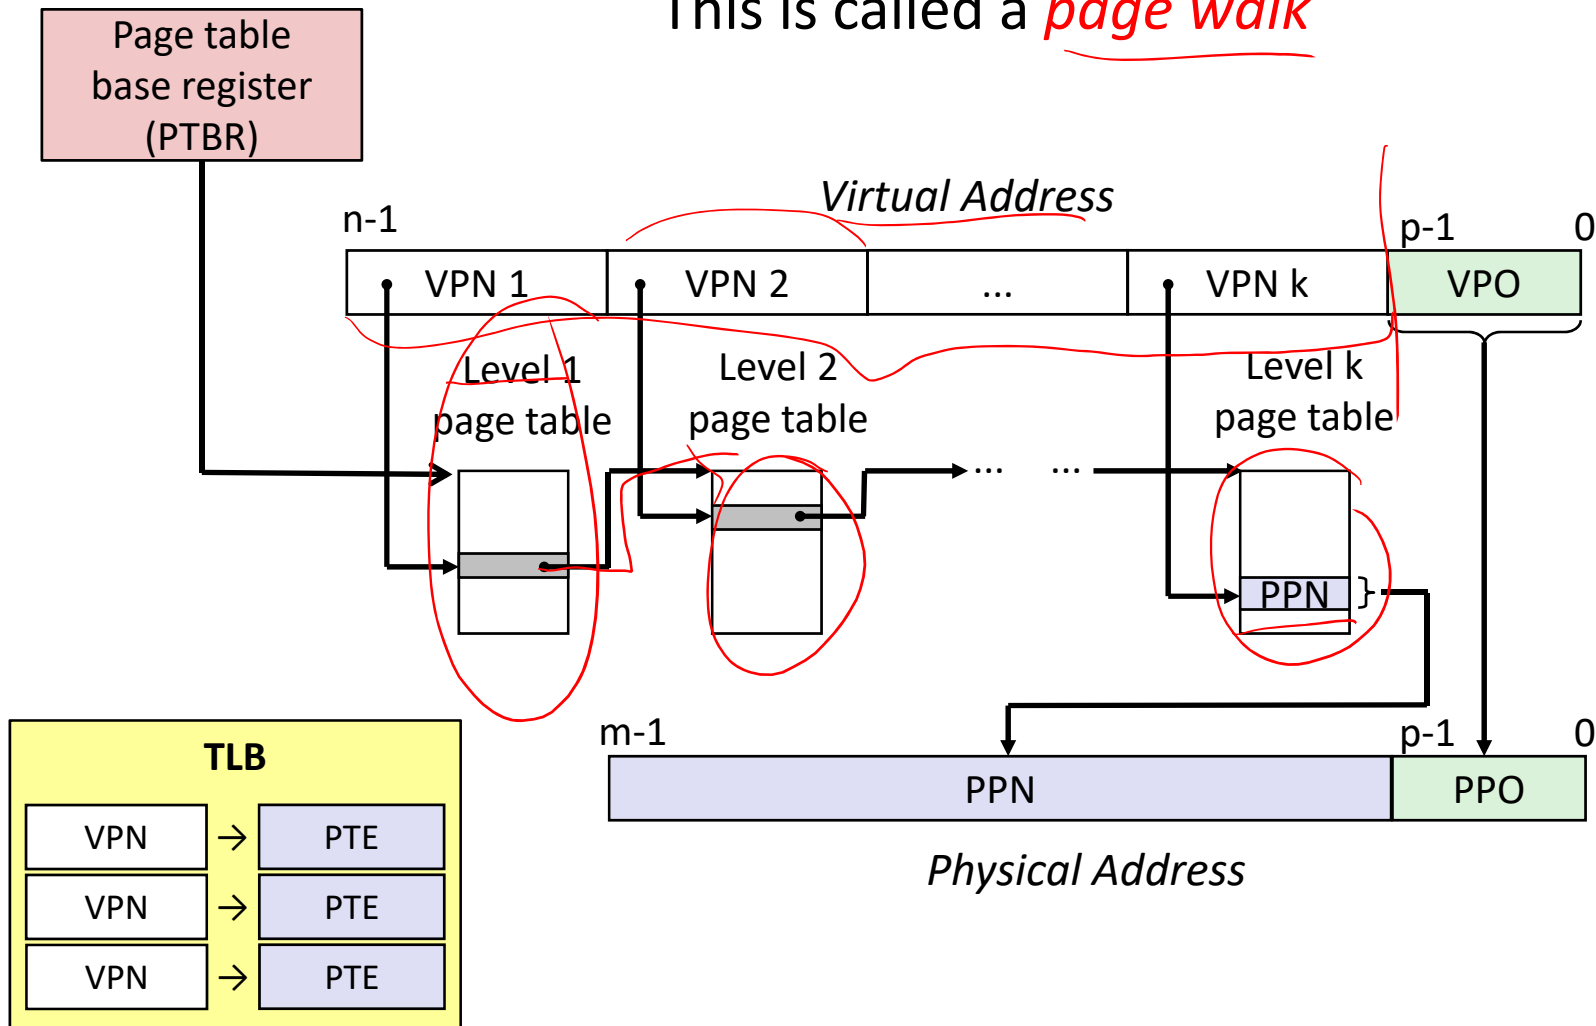 This is called a page walk
Page table
base register
(PTBR)
Virtual Address
n-1
p-1
0
VPN 1
VPN 2
...
VPN k
VPO
Level 1
page table
Level 2
page table
Level k
page table
...
...
PPN
m-1
p-1
0
PPN
PPO
Physical Address
TLB
VPN → PTE
VPN → PTE
VPN → PTE